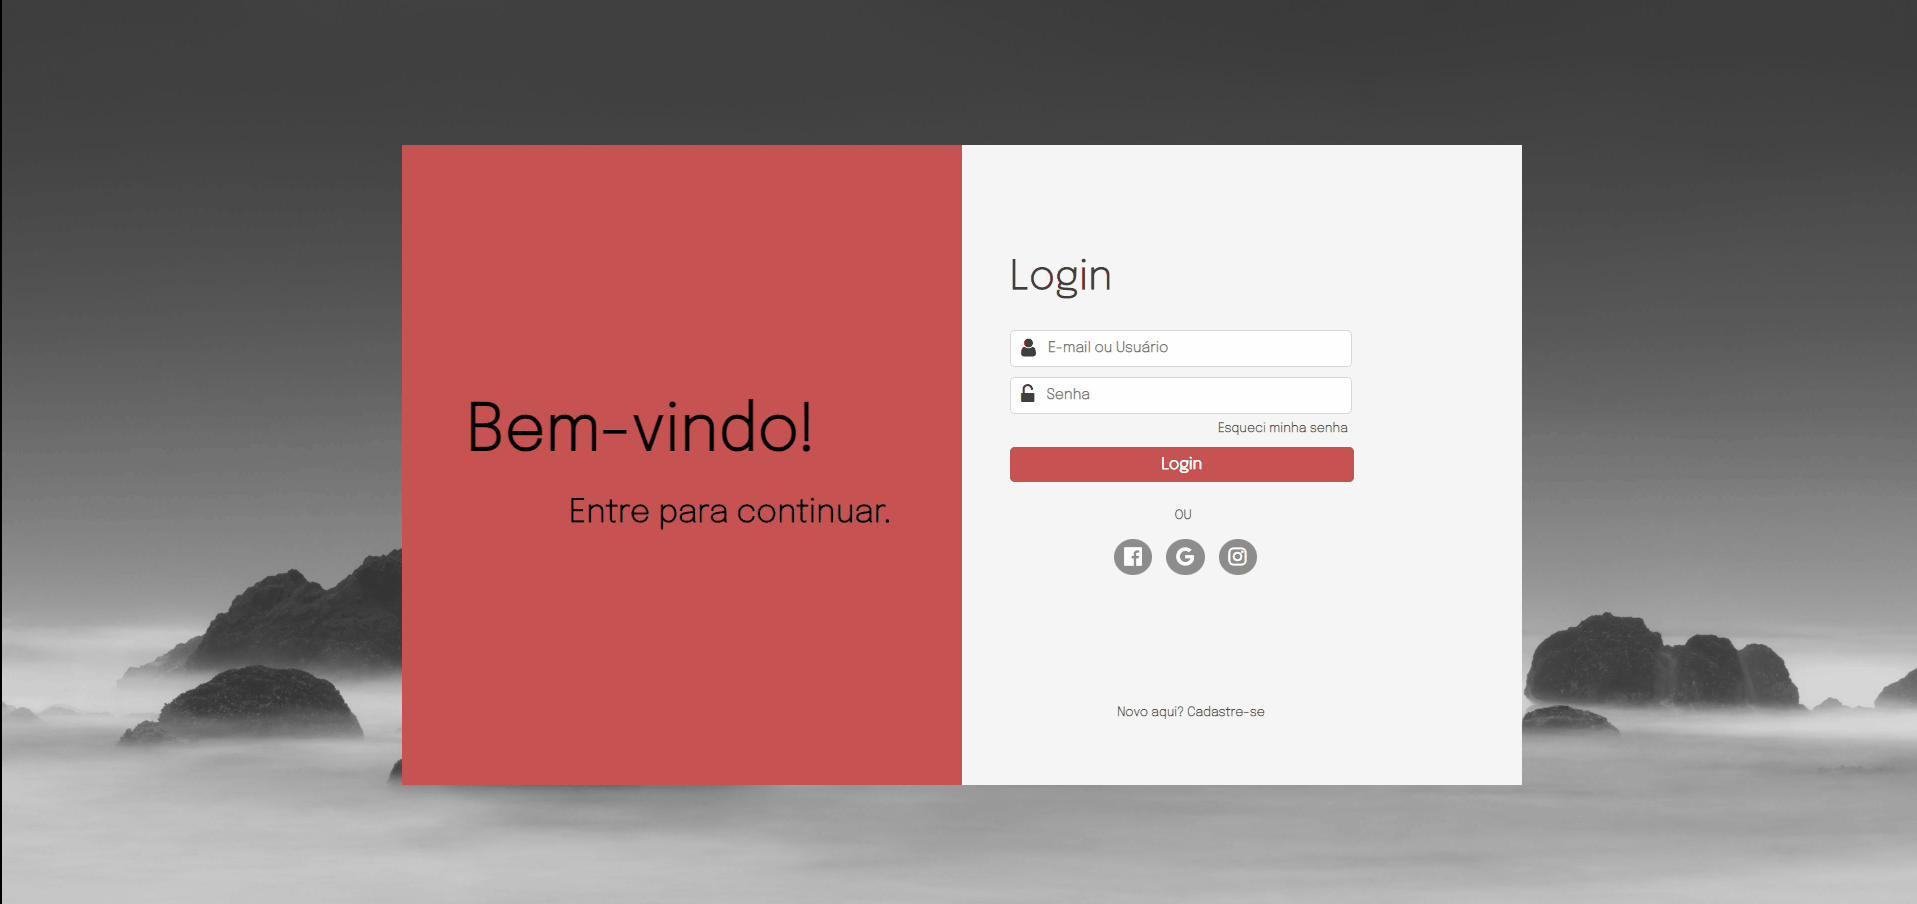 Bem-vindo!
Entre para continuar.
Login
E-mail ou Usuário
Senha
Esqueci minha senha
Login
OU
Novo aqui? Cadastre-se